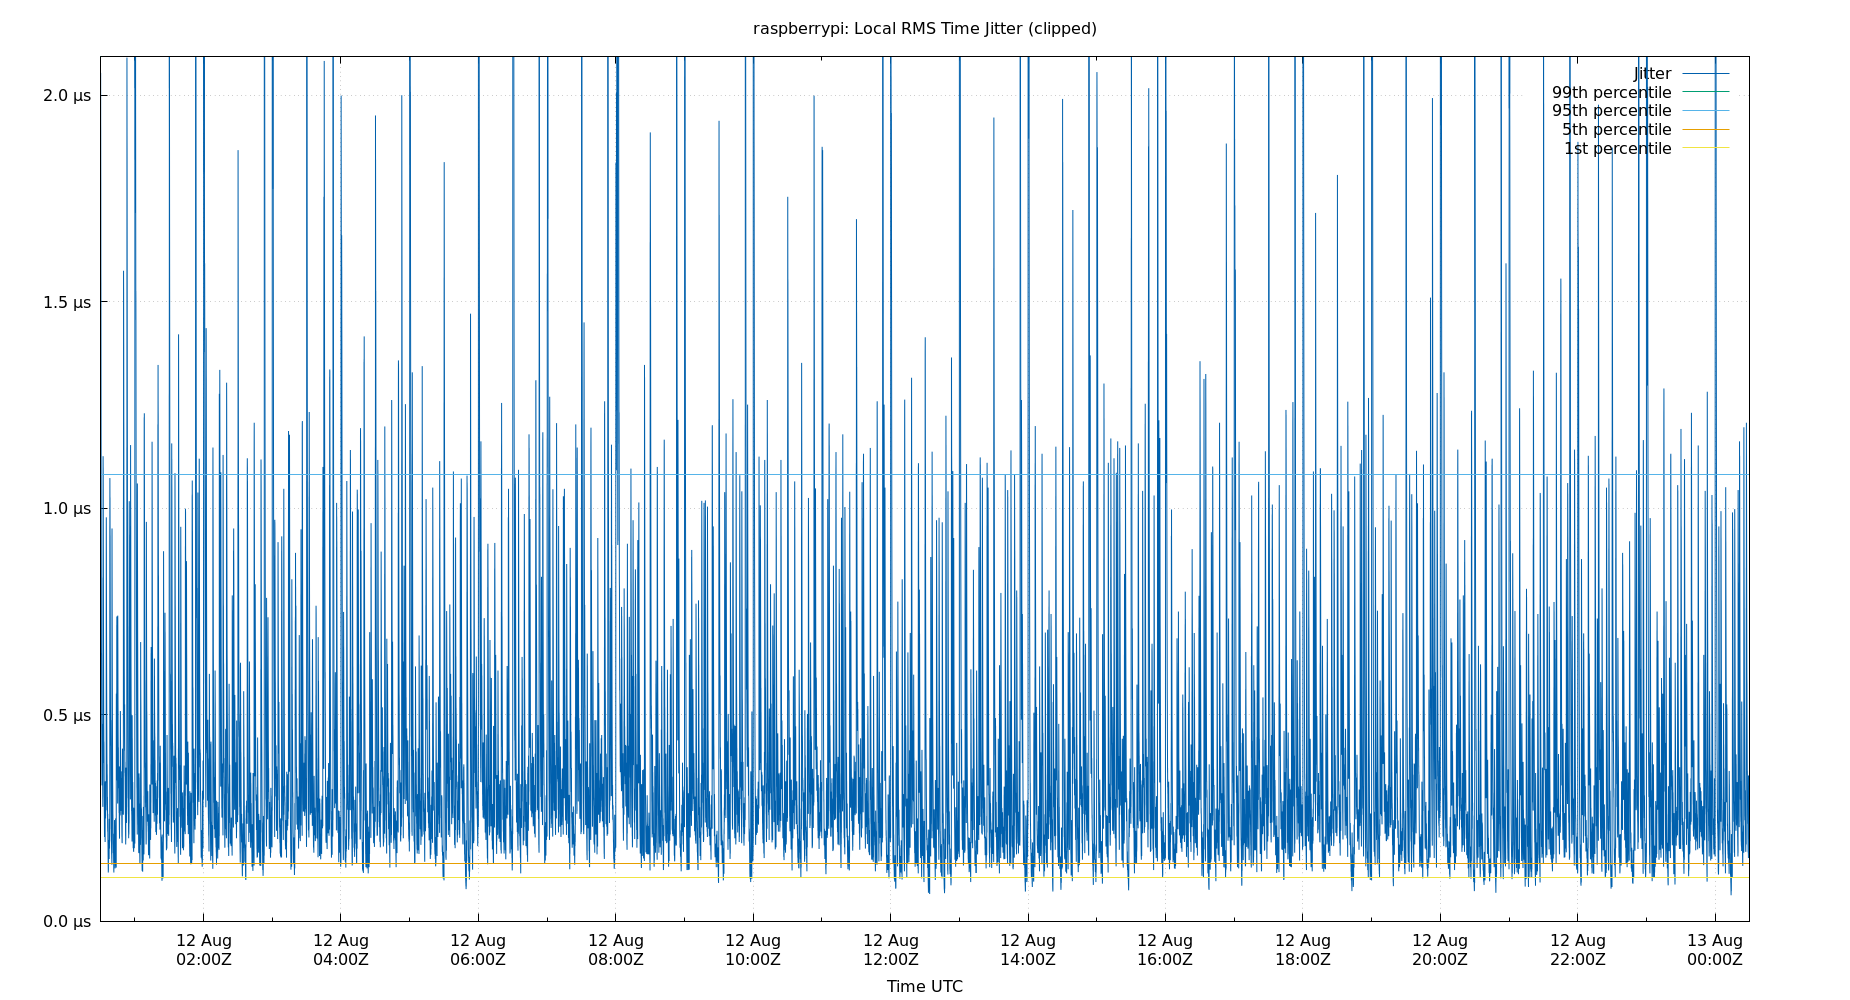 raspberrypi: Local RMS Time Jitter (clipped)
2.0 µs
1.5 µs
1.0 µs
0.5 µs
0.0 µs
Jitter
99th percentile
95th percentile
5th percentile
1st percentile
12 Aug 12 Aug 12 Aug 12 Aug 12 Aug 12 Aug 12 Aug 12 Aug 12 Aug 12 Aug 12 Aug 13 Aug
02:00Z 04:00Z 06:00Z 08:00Z 10:00Z 12:00Z 14:00Z 16:00Z 18:00Z 20:00Z 22:00Z 00:00Z
Time UTC